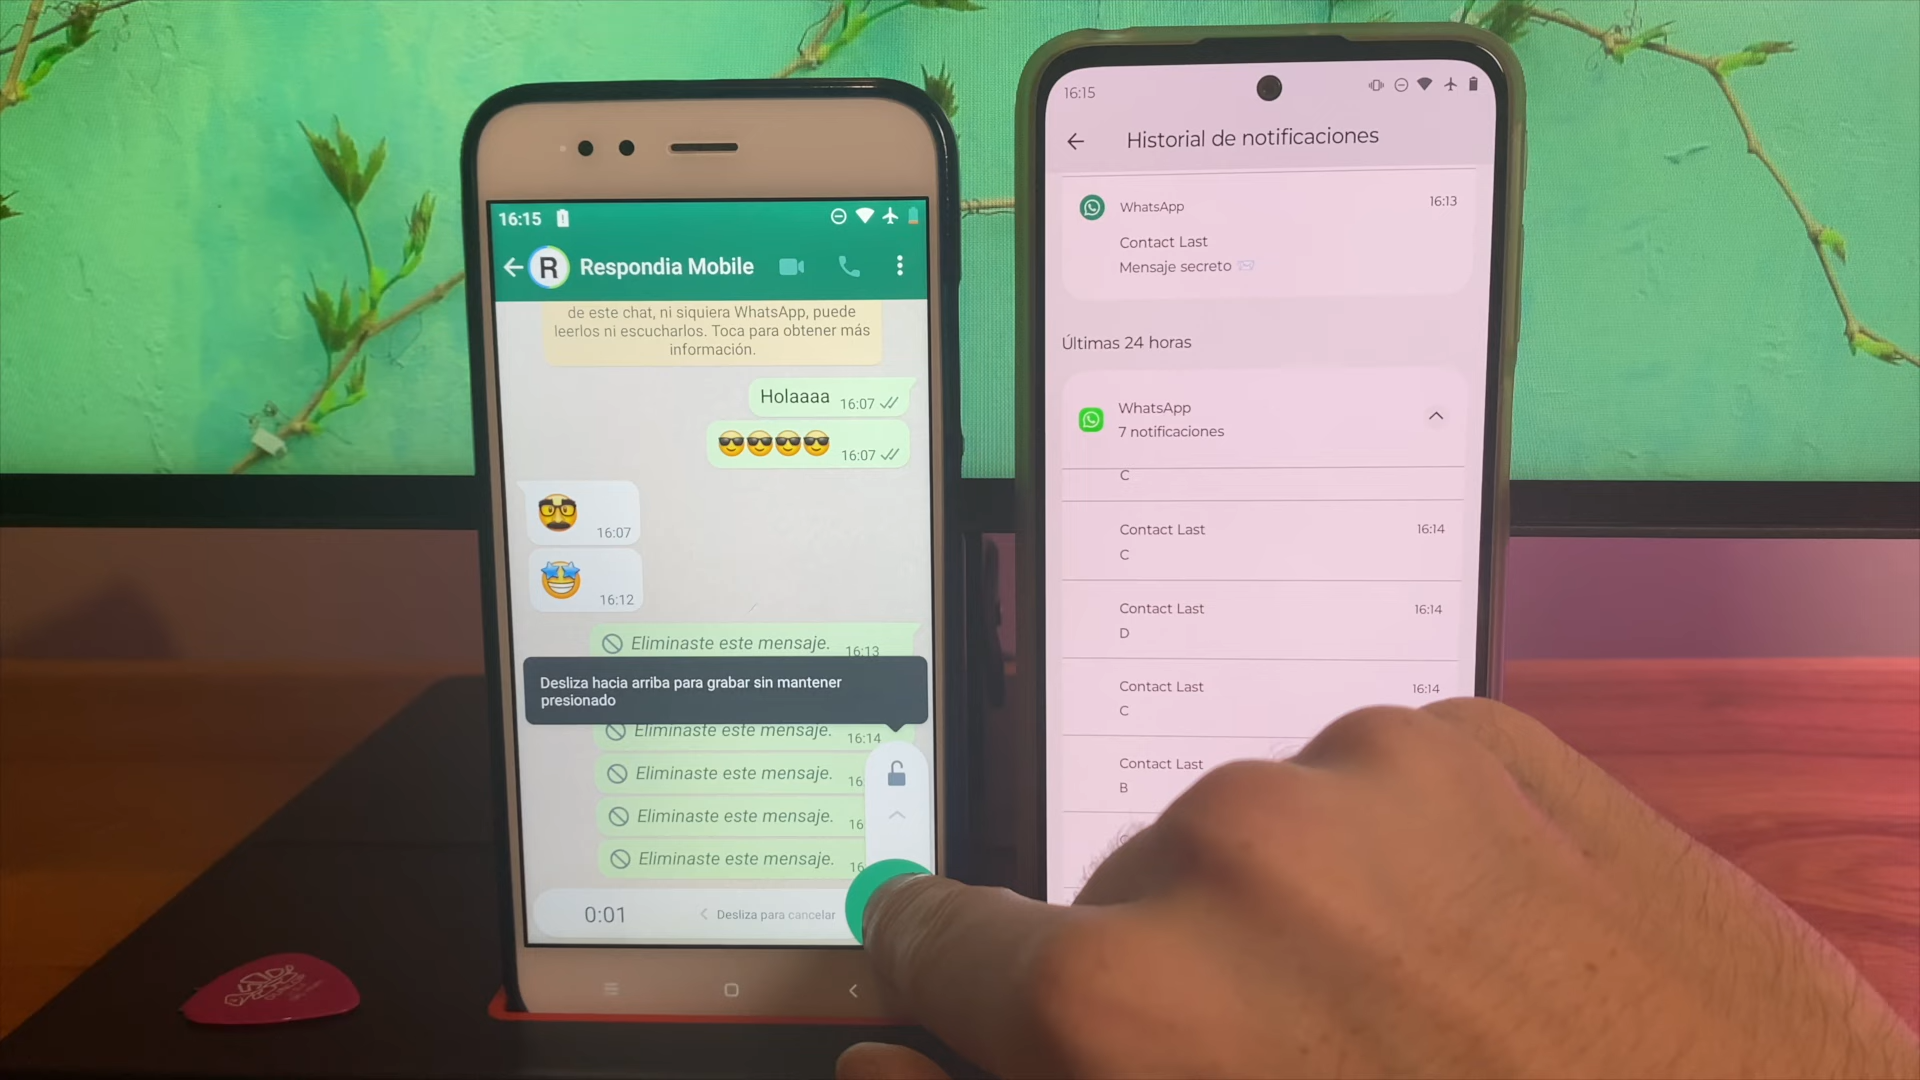 16:15
R
Respondia Mobile
de este chat, ni siquiera WhatsApp, puede
leerlos ni escucharlos. Toca para obtener más
información.
Holaaaa 16:07
16:07
16:07
16:12
Eliminaste este mensaje. 16:13
Desliza hacia arriba para grabar sin mantener
presionado
Eliminaste este mensaje. 16:14
Eliminaste este mensaje. 16
Eliminaste este mensaje. 16
Eliminaste este mensaje. 16
0:01 Desliza para cancelar
16:15
Historial de notificaciones
WhatsApp 16:13
Contact Last
Mensaje secreto
Últimas 24 horas
WhatsApp
7 notificaciones
C
Contact Last 16:14
C
Contact Last 16:14
D
Contact Last 16:14
C
Contact Last
B